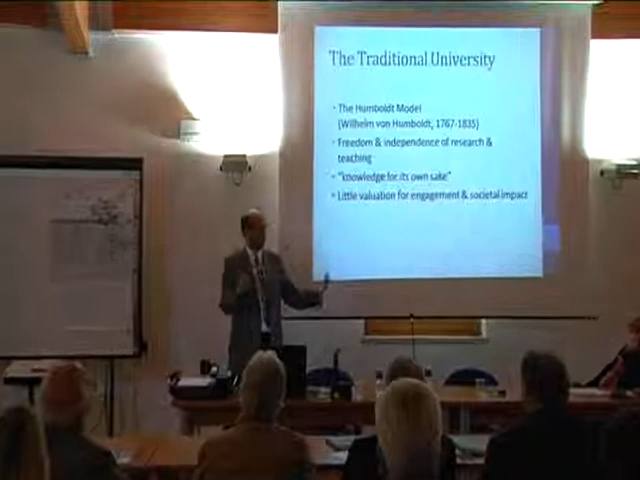 The Traditional University
• The Humboldt Model
(Wilhelm von Humboldt, 1767-1835)
• Freedom & independence of research &
teaching
• "knowledge for its own sake"
• Little valuation for engagement & societal impact